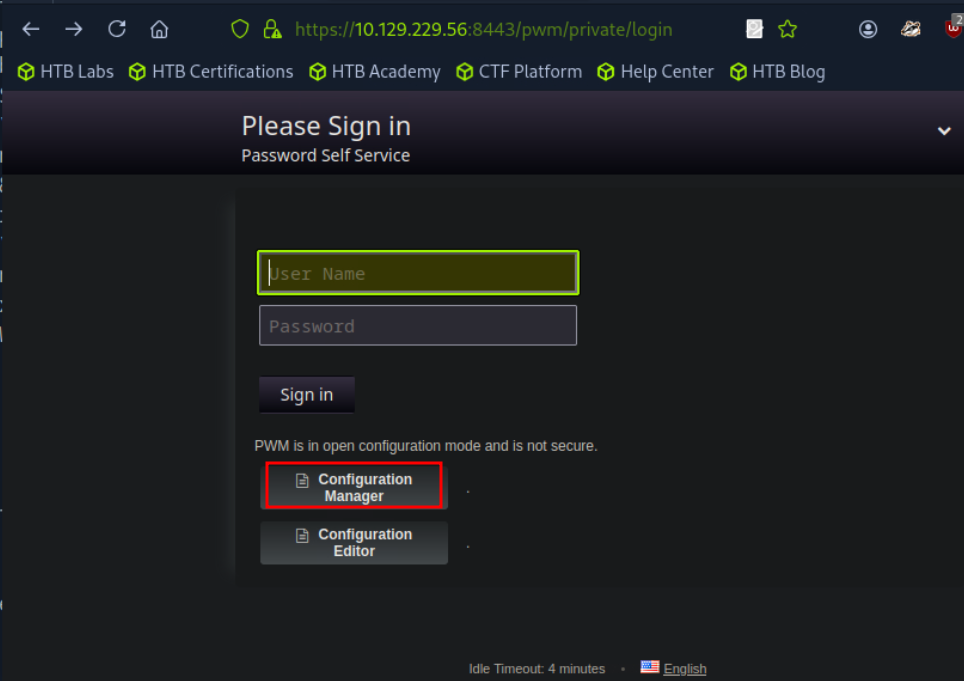 https://10.129.229.56:8443/pwm/private/login
2
HTB Labs HTB Certifications HTB Academy CTF Platform Help Center HTB Blog
Please Sign in
Password Self Service
User Name
Password
Sign in
PWM is in open configuration mode and is not secure.
Configuration
Manager
.
Configuration
Editor
.
Idle Timeout: 4 minutes • English